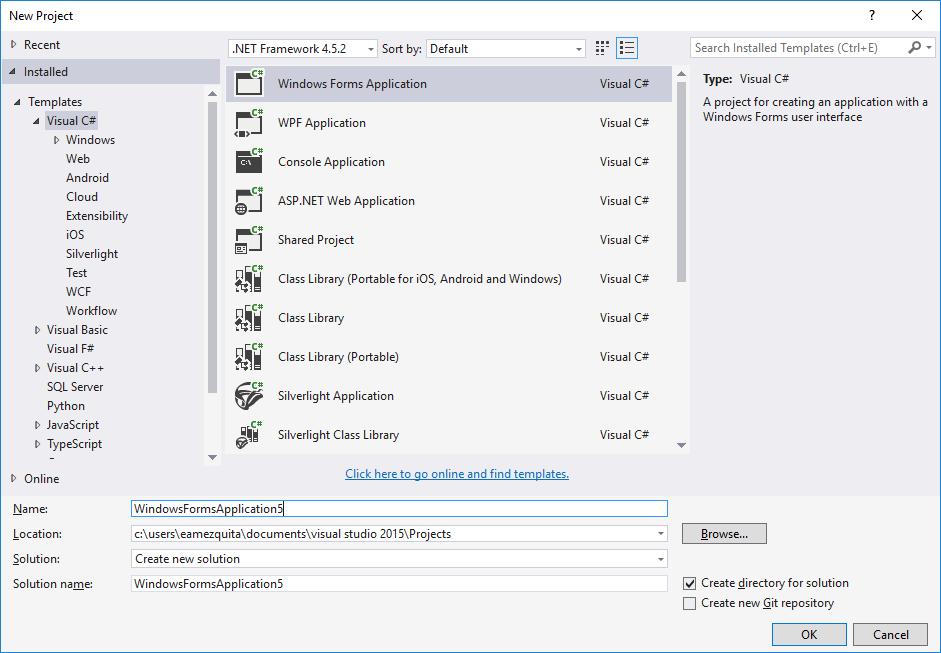 New Project
?
Recent
.NET Framework 4.5.2
Sort by: Default
Search Installed Templates (Ctrl+E)
Installed
Templates
Visual C#
Windows
Web
Android
Cloud
Extensibility
iOS
Silverlight
Test
WCF
Workflow
Visual Basic
Visual F#
Visual C++
SQL Server
Python
JavaScript
TypeScript
Online
Windows Forms Application Visual C#
WPF Application Visual C#
Console Application Visual C#
ASP.NET Web Application Visual C#
Shared Project Visual C#
Class Library (Portable for iOS, Android and Windows) Visual C#
Class Library Visual C#
Class Library (Portable) Visual C#
Silverlight Application Visual C#
Silverlight Class Library Visual C#
Click here to go online and find templates.
Type: Visual C#
A project for creating an application with a
Windows Forms user interface
Name: WindowsFormsApplication5
Location: c:\users\eamezquita\documents\visual studio 2015\Projects
Browse...
Solution: Create new solution
Solution name: WindowsFormsApplication5
Create directory for solution
Create new Git repository
OK
Cancel